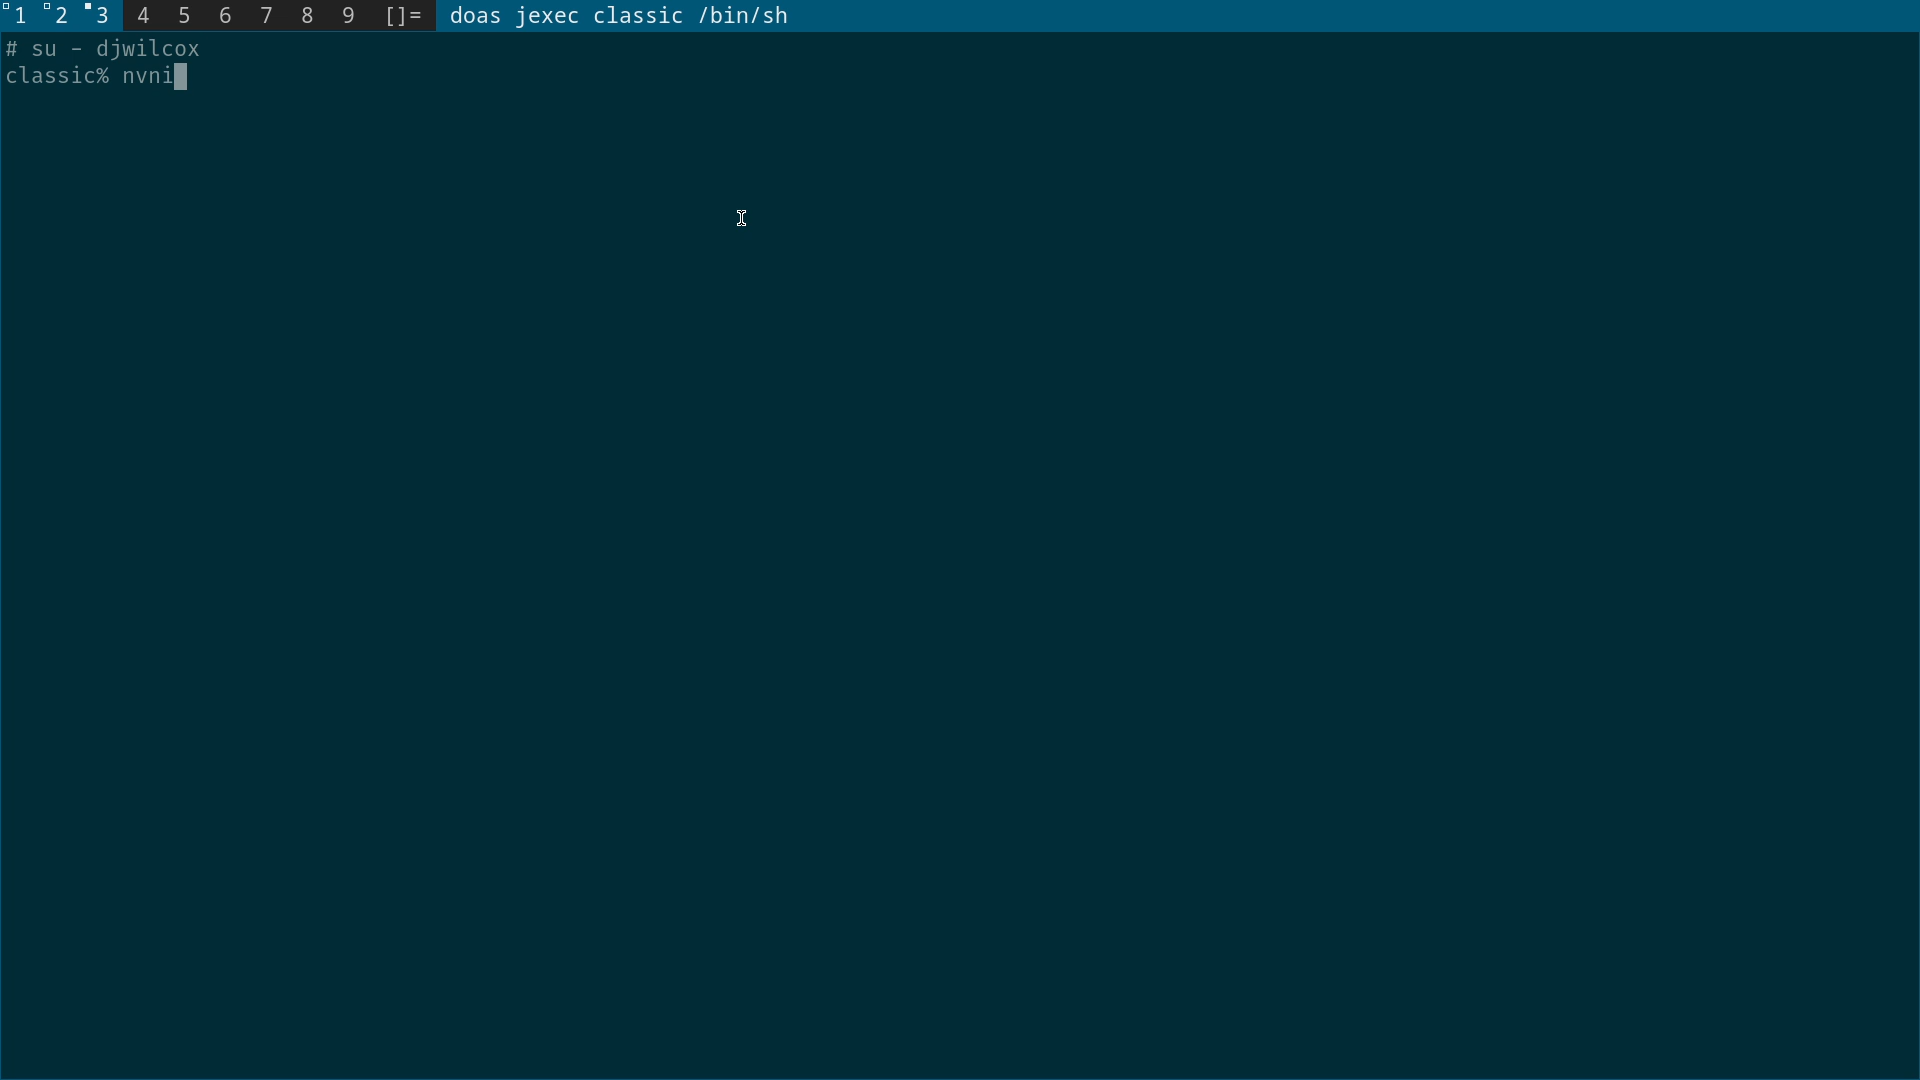 1 2 3 4 5 6 7 8 9 []= doas jexec classic /bin/sh
# su - djwilcox
classic% nvni